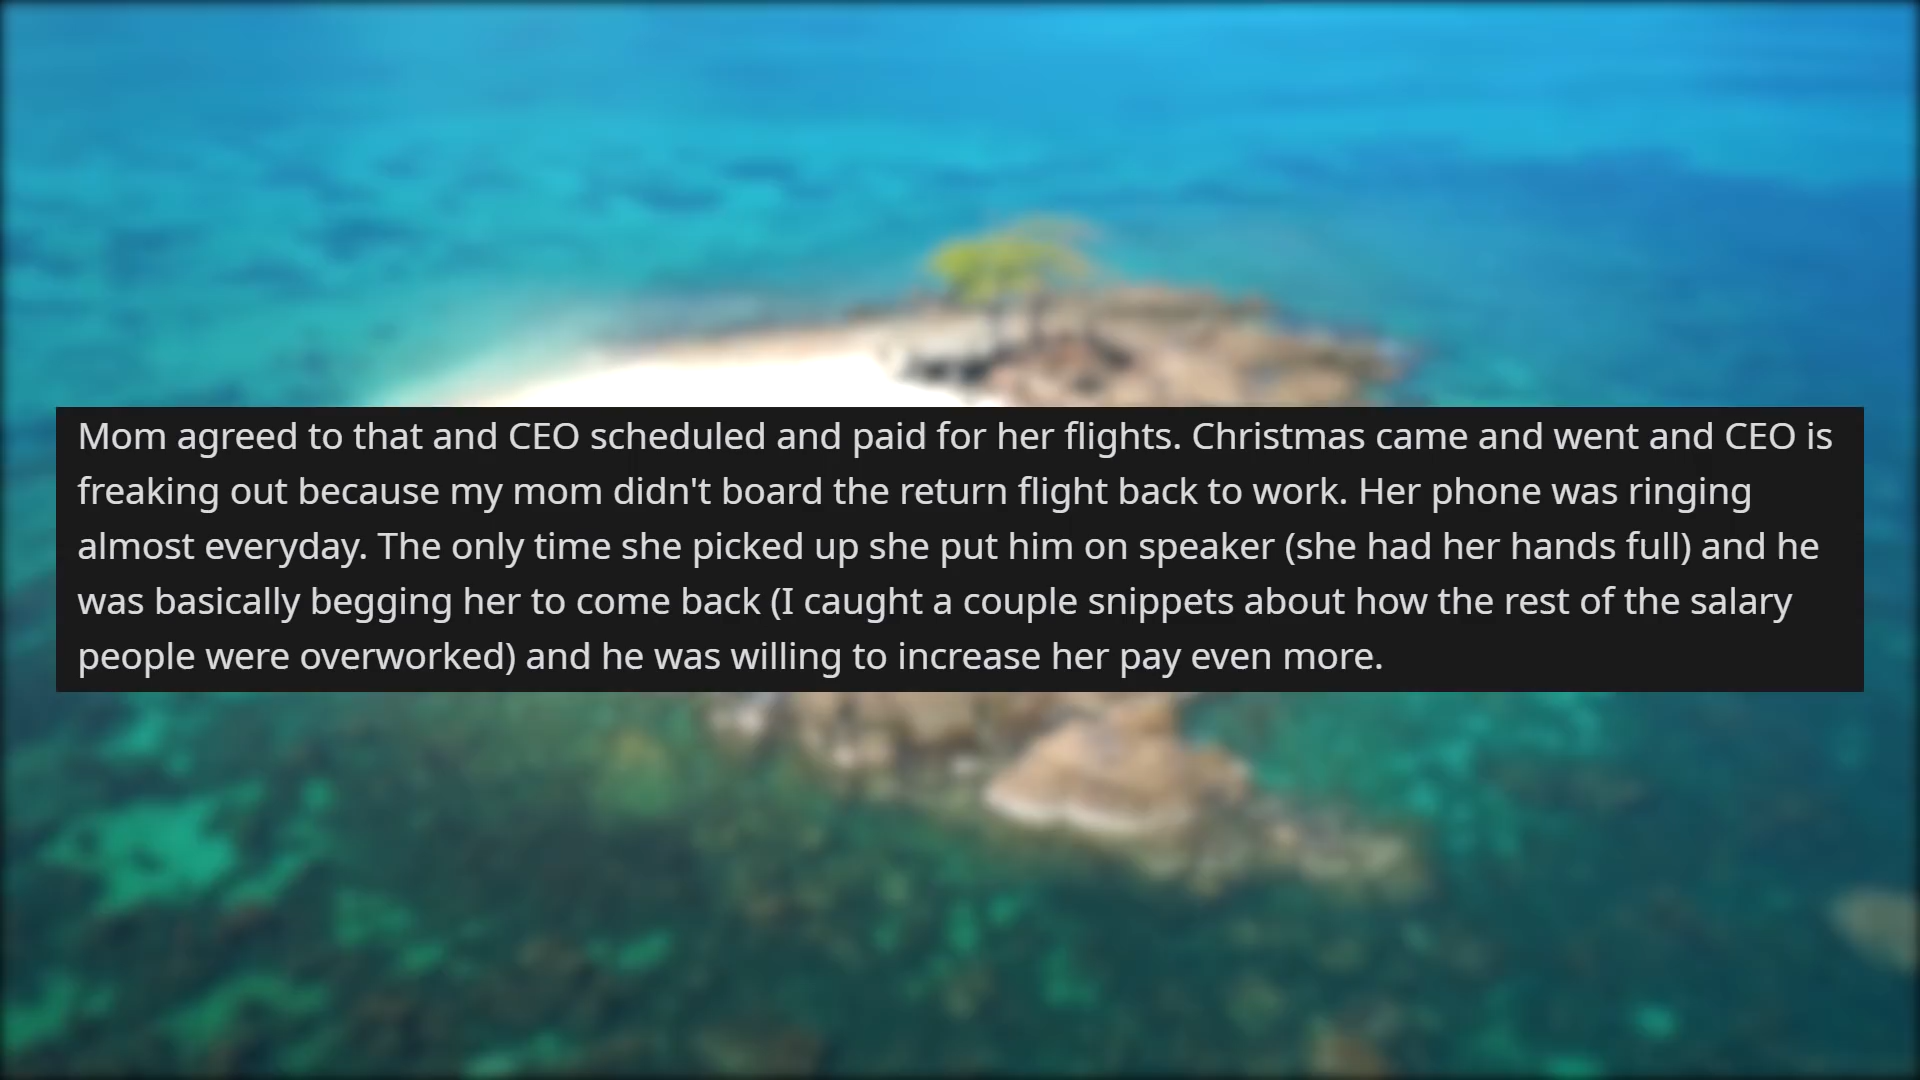 Mom agreed to that and CEO scheduled and paid for her flights. Christmas came and went and CEO is
freaking out because my mom didn't board the return flight back to work. Her phone was ringing
almost everyday. The only time she picked up she put him on speaker (she had her hands full) and he
was basically begging her to come back (I caught a couple snippets about how the rest of the salary
people were overworked) and he was willing to increase her pay even more.